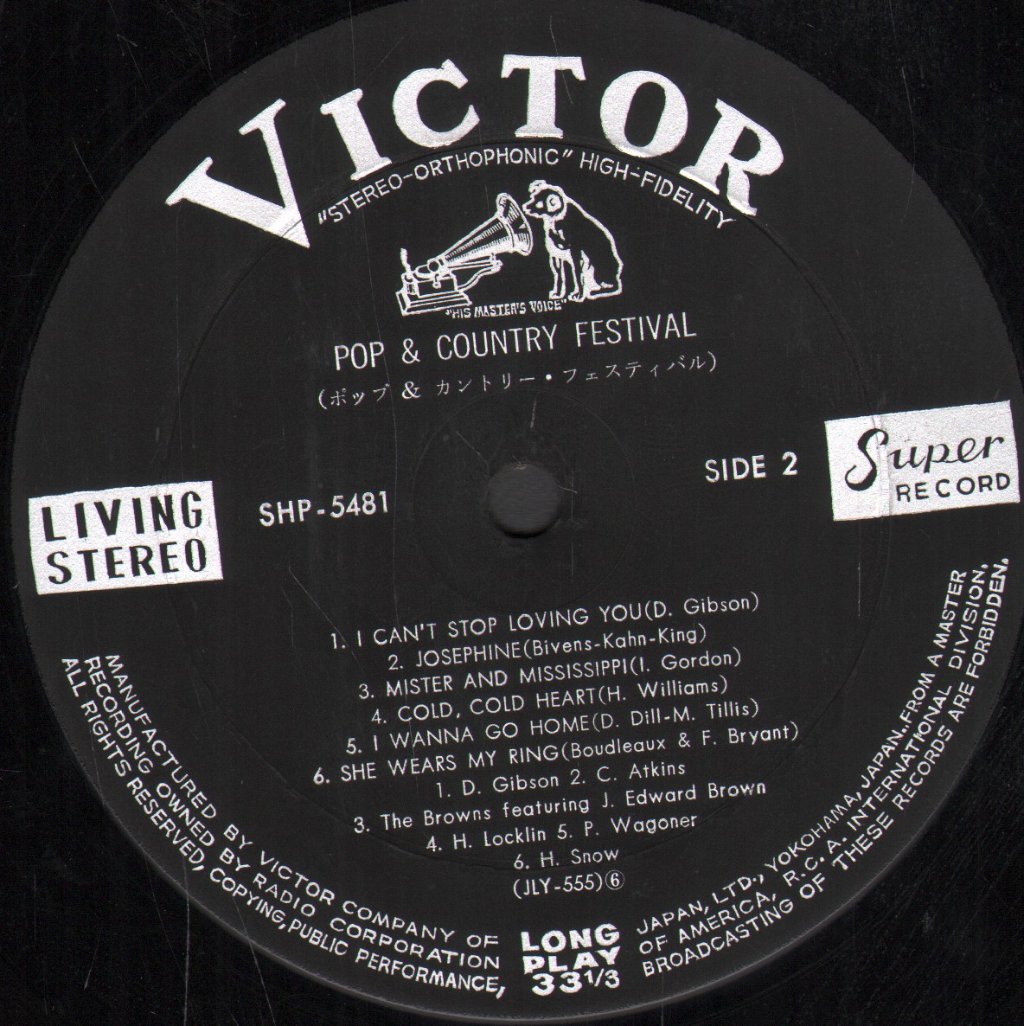 VICTOR
"STEREO-ORTHOPHONIC" HIGH-FIDELITY
"HIS MASTER'S VOICE"
POP & COUNTRY FESTIVAL
(ポップ & カントリー・フェスティバル)
LIVING
STEREO
SHP-5481
SIDE 2
Super
RECORD
1. I CAN'T STOP LOVING YOU(D. Gibson)
2. JOSEPHINE(Bivens-Kahn-King)
3. MISTER AND MISSISSIPPI(I. Gordon)
4. COLD, COLD HEART(H. Williams)
5. I WANNA GO HOME(D. Dill-M. Tillis)
6. SHE WEARS MY RING(Boudleaux & F. Bryant)
1. D. Gibson 2. C. Atkins
3. The Browns featuring J. Edward Brown
4. H. Locklin 5. P. Wagoner
6. H. Snow
(JLY-555)⑥
MANUFACTURED BY VICTOR COMPANY OF JAPAN, LTD., YOKOHAMA, JAPAN. FROM A MASTER
RECORDING OWNED BY RADIO CORPORATION OF AMERICA, R.C.A. INTERNATIONAL DIVISION,
ALL RIGHTS RESERVED, COPYING, PUBLIC PERFORMANCE, BROADCASTING OF THESE RECORDS ARE FORBIDDEN.
LONG
PLAY
33 1/3